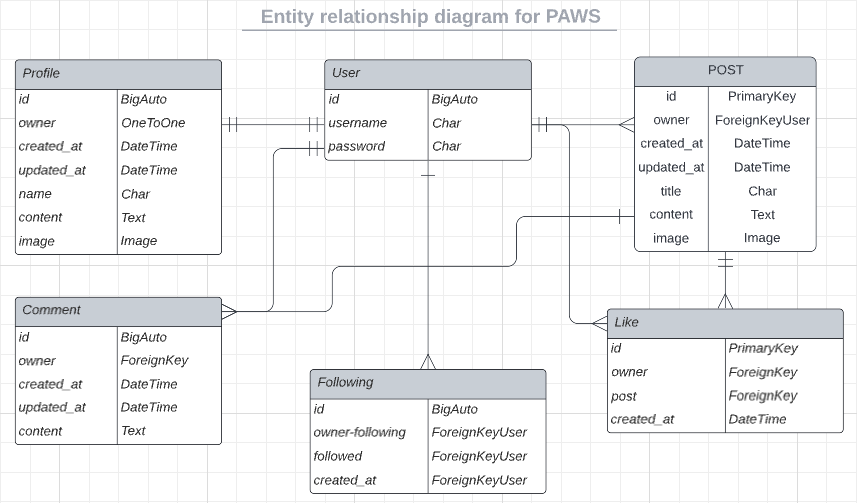 Entity relationship diagram for PAWS
Profile
id BigAuto
owner OneToOne
created_at DateTime
updated_at DateTime
name Char
content Text
image Image
User
id BigAuto
username Char
password Char
POST
id PrimaryKey
owner ForeignKeyUser
created_at DateTime
updated_at DateTime
title Char
content Text
image Image
Comment
id BigAuto
owner ForeignKey
created_at DateTime
updated_at DateTime
content Text
Following
id BigAuto
owner-following ForeignKeyUser
followed ForeignKeyUser
created_at ForeignKeyUser
Like
id PrimaryKey
owner ForeignKey
post ForeignKey
created_at DateTime